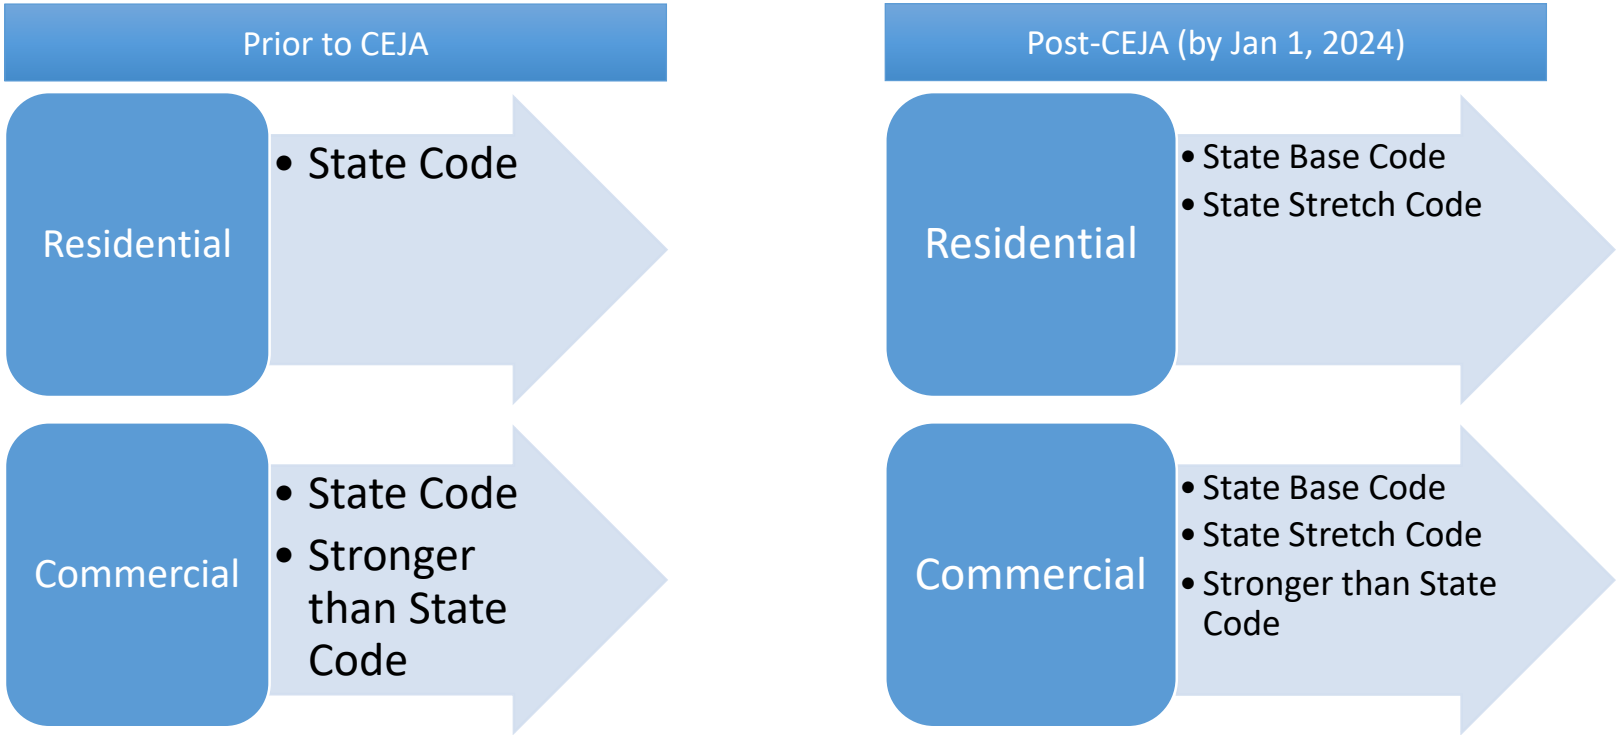 Prior to CEJA
Residential
• State Code
Commercial
• State Code
• Stronger
than State
Code
Post-CEJA (by Jan 1, 2024)
Residential
• State Base Code
• State Stretch Code
Commercial
• State Base Code
• State Stretch Code
• Stronger than State
Code